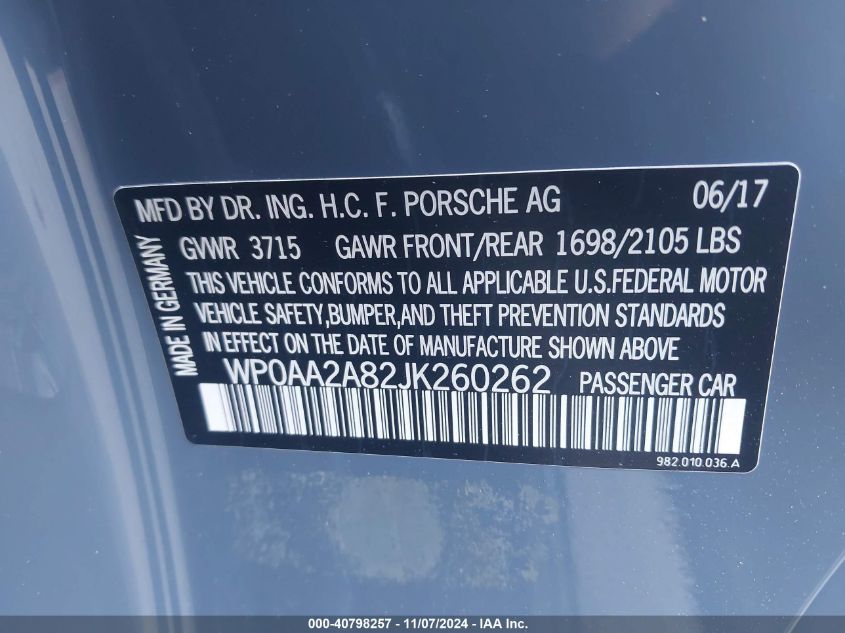 MFD BY DR. ING. H.C. F. PORSCHE AG 06/17
GVWR 3715 GAWR FRONT/REAR 1698/2105 LBS
THIS VEHICLE CONFORMS TO ALL APPLICABLE U.S.FEDERAL MOTOR
VEHICLE SAFETY,BUMPER,AND THEFT PREVENTION STANDARDS
IN EFFECT ON THE DATE OF MANUFACTURE SHOWN ABOVE.
MADE IN GERMANY
WP0AA2A82JK260262 PASSENGER CAR
982.010.036.A
000-40798257 - 11/07/2024 - IAA Inc.